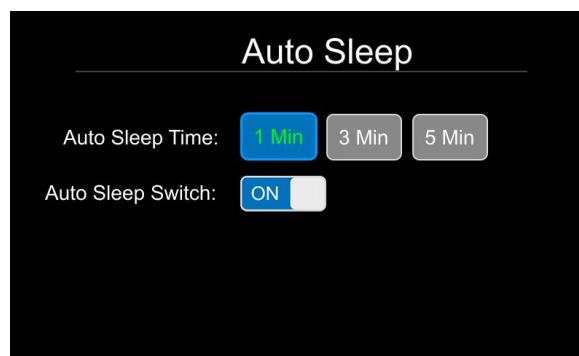 Auto Sleep
Auto Sleep Time: 1 Min 3 Min 5 Min
Auto Sleep Switch: ON